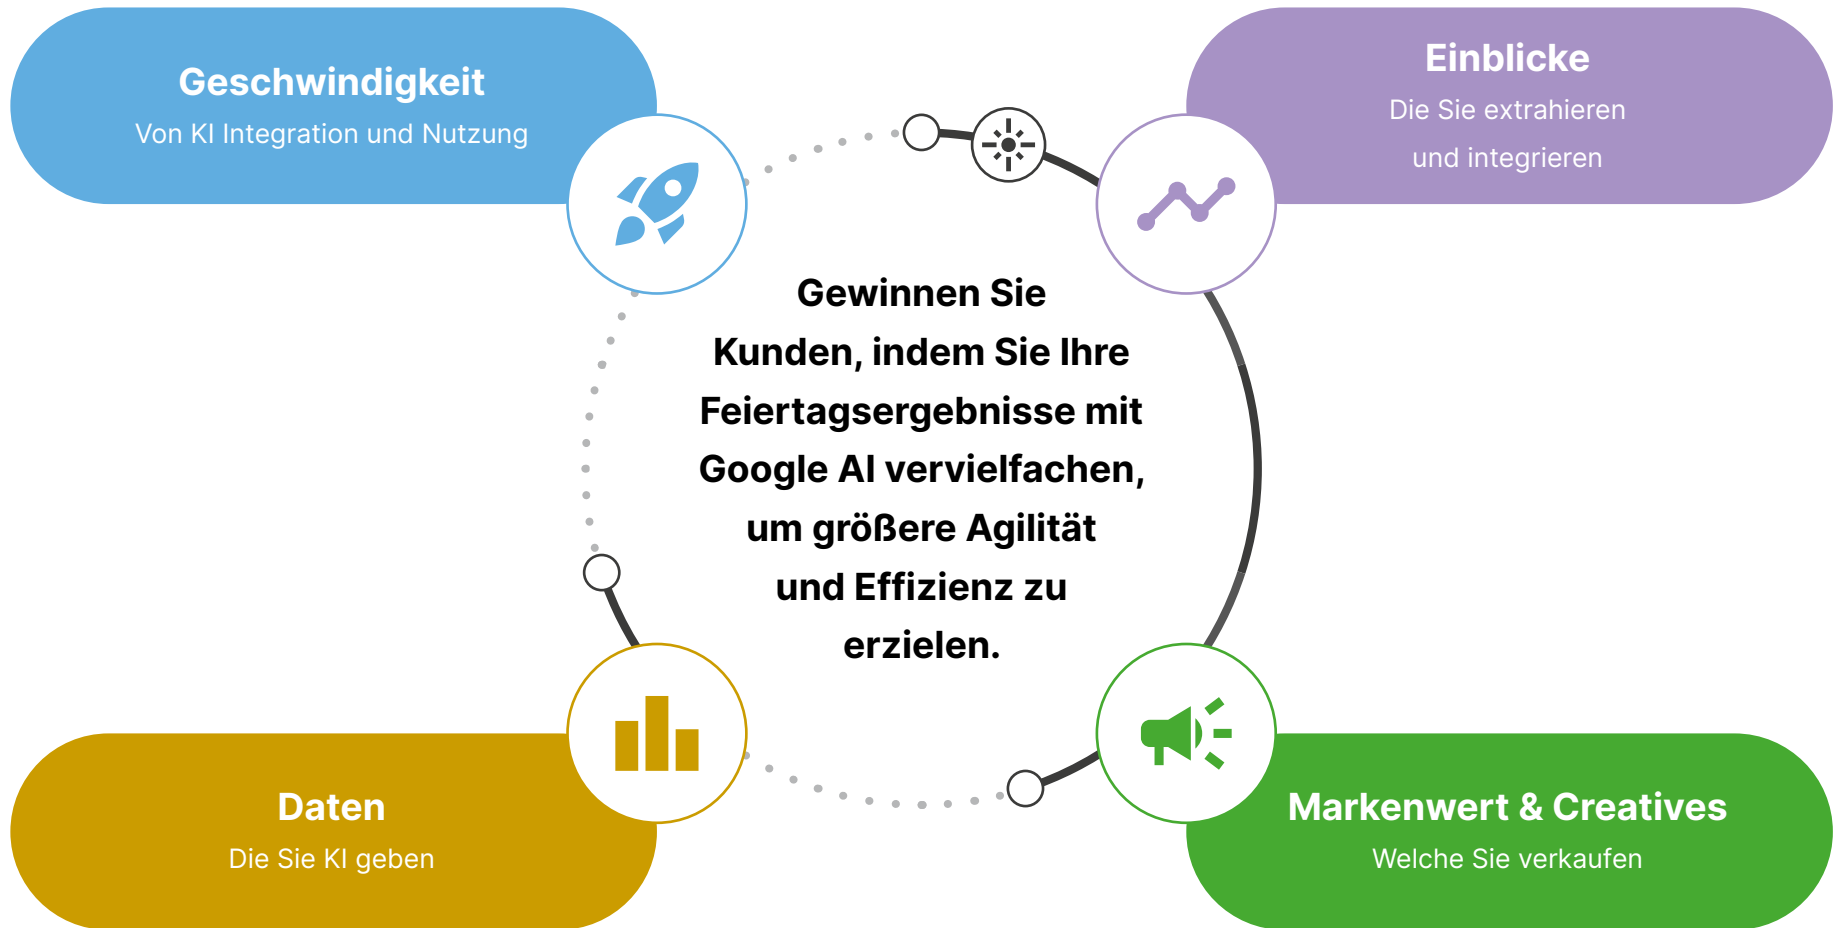 Geschwindigkeit
Von KI Integration und Nutzung
Einblicke
Die Sie extrahieren
und integrieren
Gewinnen Sie
Kunden, indem Sie Ihre
Feiertagsergebnisse mit
Google AI vervielfachen,
um größere Agilität
und Effizienz zu
erzielen.
Daten
Die Sie KI geben
Markenwert & Creatives
Welche Sie verkaufen